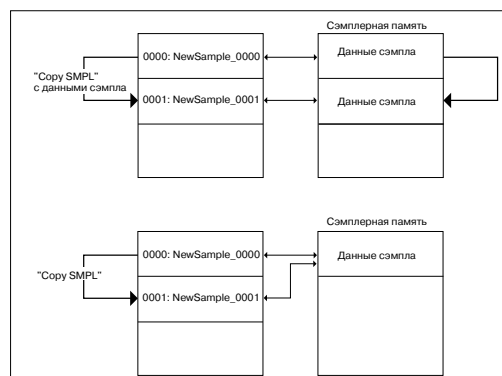 Сэмплерная память
0000: NewSample_0000
Данные сэмпла
"Copy SMPL"
с данными сэмпла
0001: NewSample_0001
Данные сэмпла
Сэмплерная память
0000: NewSample_0000
Данные сэмпла
"Copy SMPL"
0001: NewSample_0001